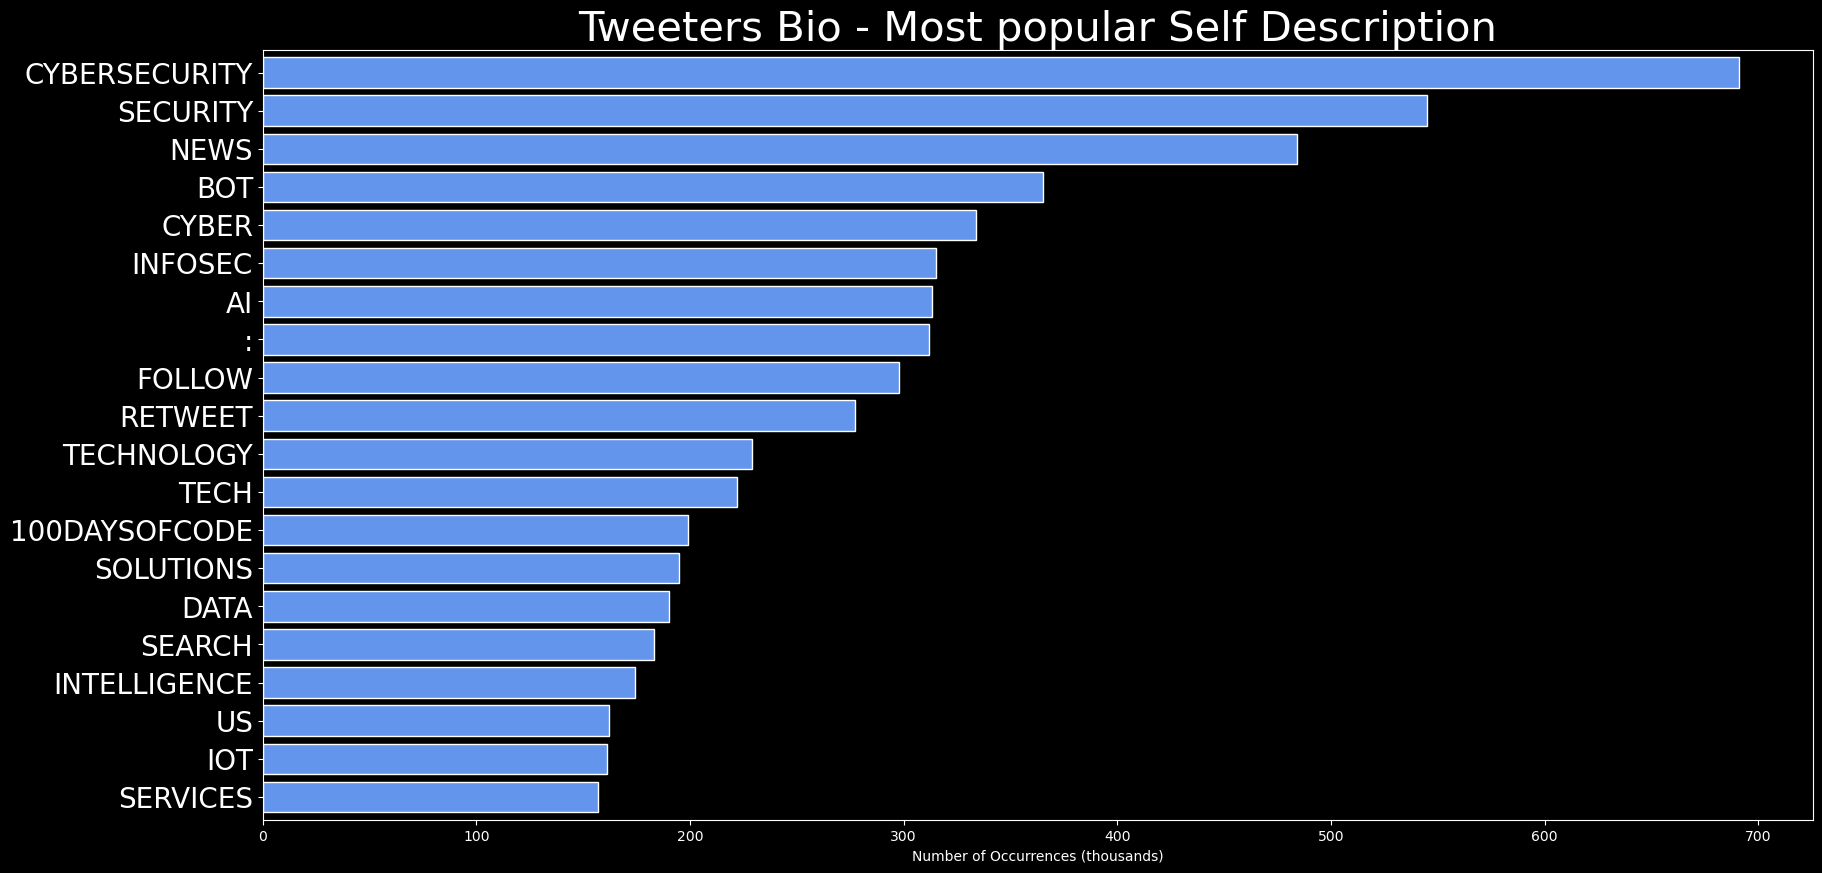 Tweeters Bio - Most popular Self Description
CYBERSECURITY
SECURITY
NEWS
BOT
CYBER
INFOSEC
AI
:
FOLLOW
RETWEET
TECHNOLOGY
TECH
100DAYSOFCODE
SOLUTIONS
DATA
SEARCH
INTELLIGENCE
US
IOT
SERVICES
0 100 200 300 400 500 600 700
Number of Occurrences (thousands)